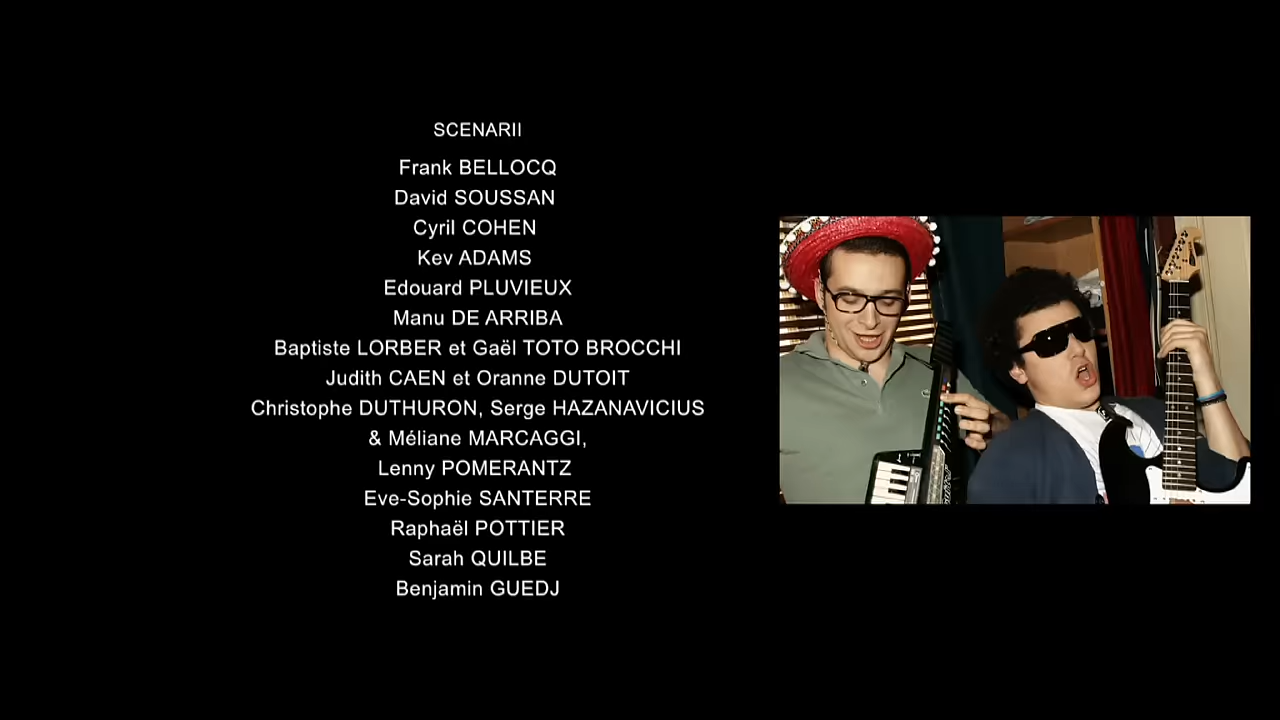 SCENARII
Frank BELLOCQ
David SOUSSAN
Cyril COHEN
Kev ADAMS
Edouard PLUVIEUX
Manu DE ARRIBA
Baptiste LORBER et Gaël TOTO BROCCHI
Judith CAEN et Oranne DUTOIT
Christophe DUTHURON, Serge HAZANAVICIUS
& Méliane MARCAGGI,
Lenny POMERANTZ
Eve-Sophie SANTERRE
Raphaël POTTIER
Sarah QUILBE
Benjamin GUEDJ